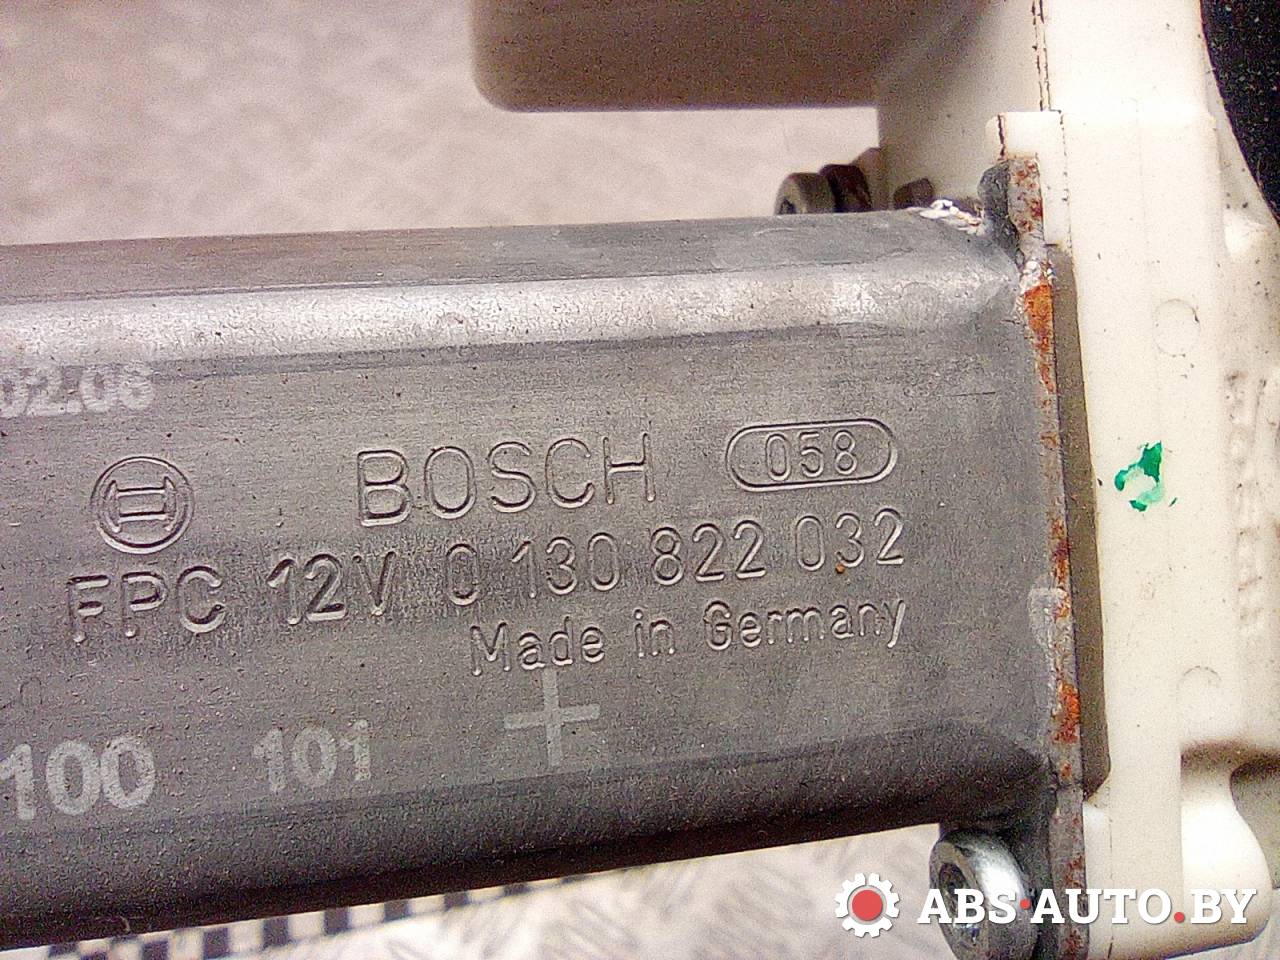 02.08
BOSCH 058
FPC 12V 0 130 822 032
Made in Germany
100 101
ABS·AUTO.BY